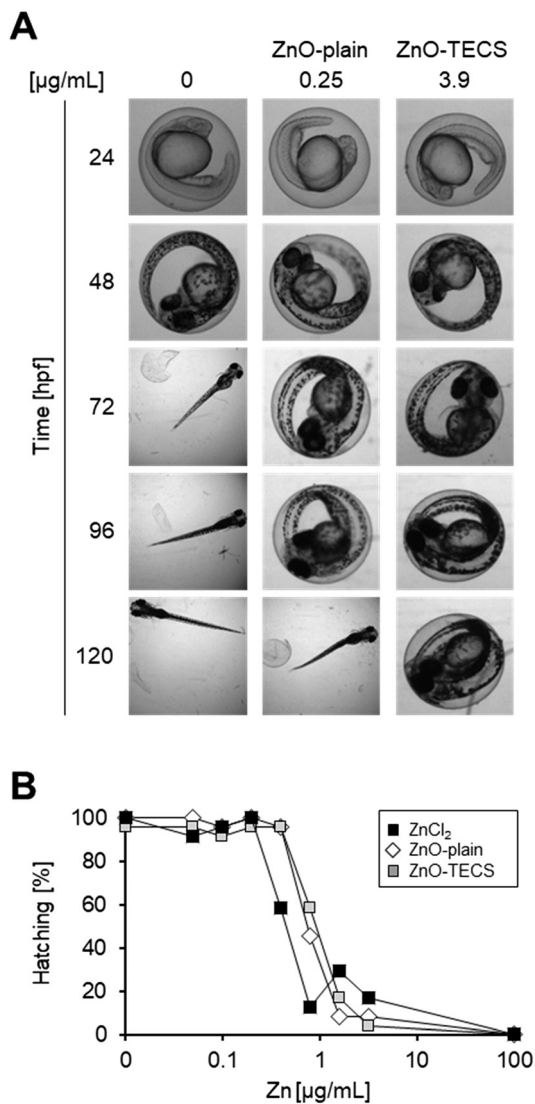 A
ZnO-plain ZnO-TECS
[µg/mL] 0 0.25 3.9
24
48
72
96
120
Time [hpf]
B
100
80
60
40
20
0
Hatching [%]
ZnCl₂
ZnO-plain
ZnO-TECS
0 0.1 1 10 100
Zn [µg/mL]